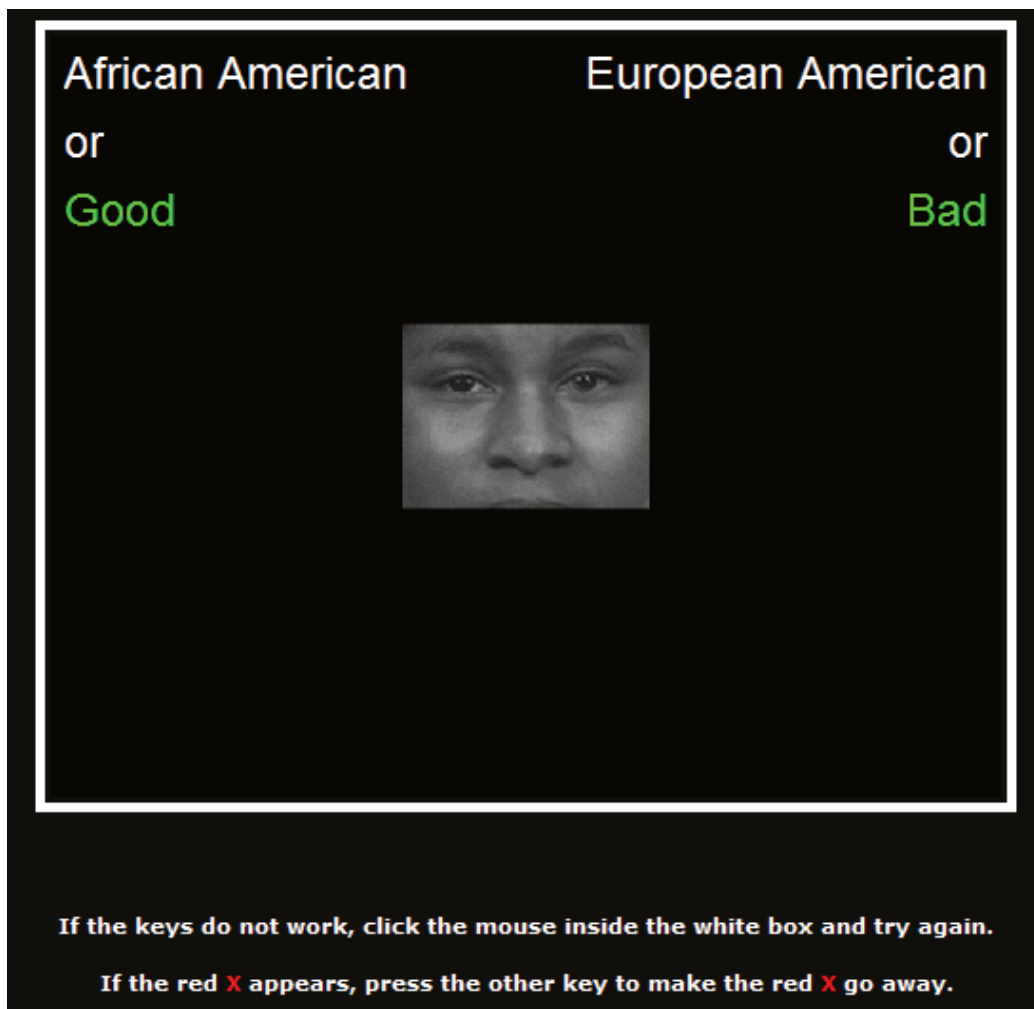 African American
European American
or
or
Good
Bad
If the keys do not work, click the mouse inside the white box and try again.
If the red X appears, press the other key to make the red X go away.